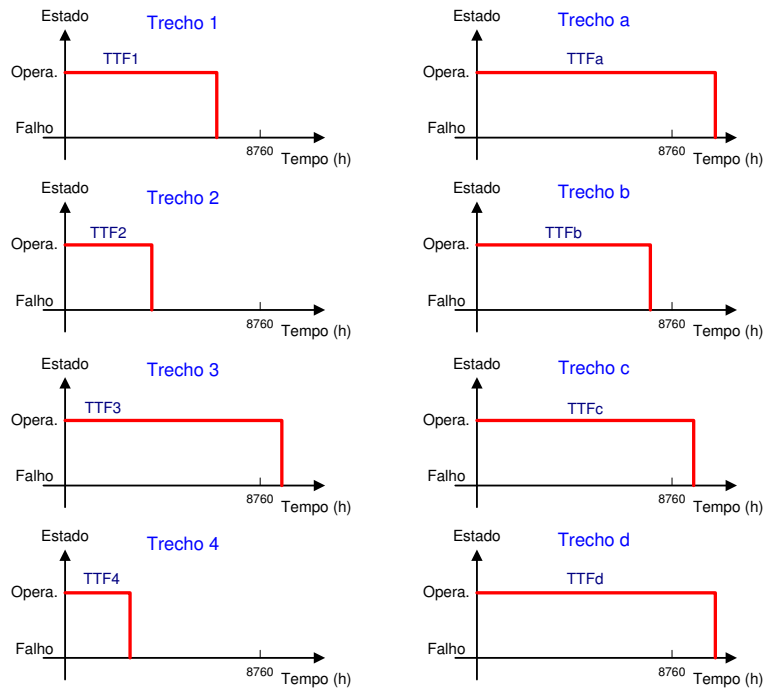 Estado
Trecho 1
TTF1
Opera.
Falho
8760
Tempo (h)
Estado
Trecho a
TTFa
Opera.
Falho
8760
Tempo (h)
Estado
Trecho 2
TTF2
Opera.
Falho
8760
Tempo (h)
Estado
Trecho b
TTFb
Opera.
Falho
8760
Tempo (h)
Estado
Trecho 3
TTF3
Opera.
Falho
8760
Tempo (h)
Estado
Trecho c
TTFc
Opera.
Falho
8760
Tempo (h)
Estado
Trecho 4
TTF4
Opera.
Falho
8760
Tempo (h)
Estado
Trecho d
TTFd
Opera.
Falho
8760
Tempo (h)